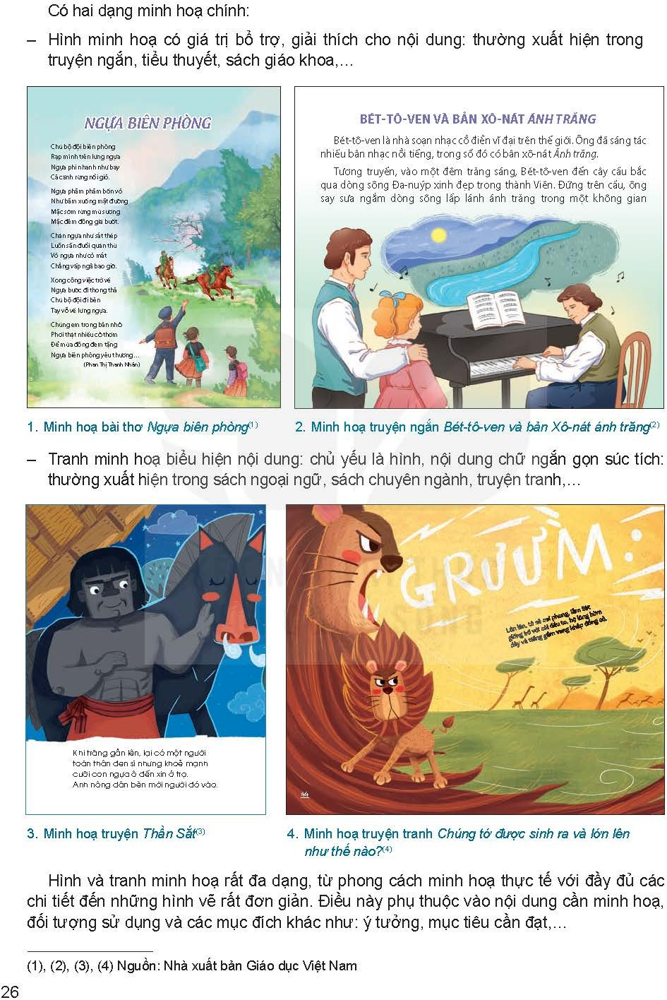 Có hai dạng minh hoạ chính:
– Hình minh hoạ có giá trị bổ trợ, giải thích cho nội dung: thường xuất hiện trong
truyện ngắn, tiểu thuyết, sách giáo khoa,...
NGỰA BIÊN PHÒNG
Chú bộ đội biên phòng
Rạp mình trên lưng ngựa
Ngựa phi nhanh như bay
Cả cánh rừng nổi gió.
Ngựa phăm phăm bốn vó
Như băm xuống mặt đường
Mặc sớm rừng mù sương
Mặc đêm đông giá buốt.
Chân ngựa như sắt thép
Luôn săn đuổi quân thù
Vó ngựa như có mắt
Chẳng vấp ngã bao giờ.
Xong công việc trở về
Ngựa bước đi thong thả
Chú bộ đội đi bên
Tay vỗ về lưng ngựa.
Chúng em trong bản nhỏ
Phơi thật nhiều cỏ thơm
Để mùa đông đem tặng
Ngựa biên phòng yêu thương...
(Phan Thị Thanh Nhàn)
BÉT-TÔ-VEN VÀ BẢN XÔ-NÁT ÁNH TRĂNG
Bét-tô-ven là nhà soạn nhạc cổ điển vĩ đại trên thế giới. Ông đã sáng tác
nhiều bản nhạc nổi tiếng, trong số đó có bản xô-nát Ánh trăng.
Tương truyền, vào một đêm trăng sáng, Bét-tô-ven đến cây cầu bắc
qua dòng sông Đa-nuýp xinh đẹp trong thành Viên. Đứng trên cầu, ông
say sưa ngắm dòng sông lấp lánh ánh trăng trong một không gian
1. Minh hoạ bài thơ Ngựa biên phòng(1)
2. Minh hoạ truyện ngắn Bét-tô-ven và bản Xô-nát ánh trăng(2)
– Tranh minh hoạ biểu hiện nội dung: chủ yếu là hình, nội dung chữ ngắn gọn súc tích:
thường xuất hiện trong sách ngoại ngữ, sách chuyên ngành, truyện tranh,...
Khi trăng gần lên, lại có một người
toàn thân đen sì nhưng khoẻ mạnh
cưỡi con ngựa ô đến xin ở trọ.
Anh nông dân bèn mời người đó vào.
GRƯỪM:
Lớn lên, tớ sẽ oai phong, lẫm liệt
giống bố với cái đầu to, bộ lông bờm
dày và tiếng gầm vang khắp đồng cỏ.
44
3. Minh hoạ truyện Thần Sắt(3)
4. Minh hoạ truyện tranh Chúng tớ được sinh ra và lớn lên
như thế nào?(4)
Hình và tranh minh hoạ rất đa dạng, từ phong cách minh hoạ thực tế với đầy đủ các
chi tiết đến những hình vẽ rất đơn giản. Điều này phụ thuộc vào nội dung cần minh hoạ,
đối tượng sử dụng và các mục đích khác như: ý tưởng, mục tiêu cần đạt,...
(1), (2), (3), (4) Nguồn: Nhà xuất bản Giáo dục Việt Nam
26